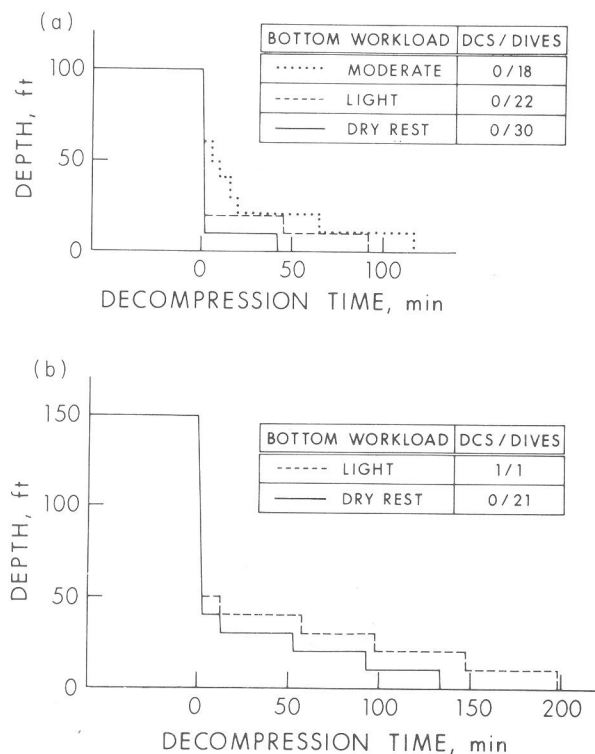 (a)
BOTTOM WORKLOAD DCS/DIVES
MODERATE 0/18
LIGHT 0/22
DRY REST 0/30
100
50
0
DEPTH, ft
0 50 100
DECOMPRESSION TIME, min
(b)
BOTTOM WORKLOAD DCS/DIVES
LIGHT 1/1
DRY REST 0/21
150
100
50
0
DEPTH, ft
0 50 100 150 200
DECOMPRESSION TIME, min